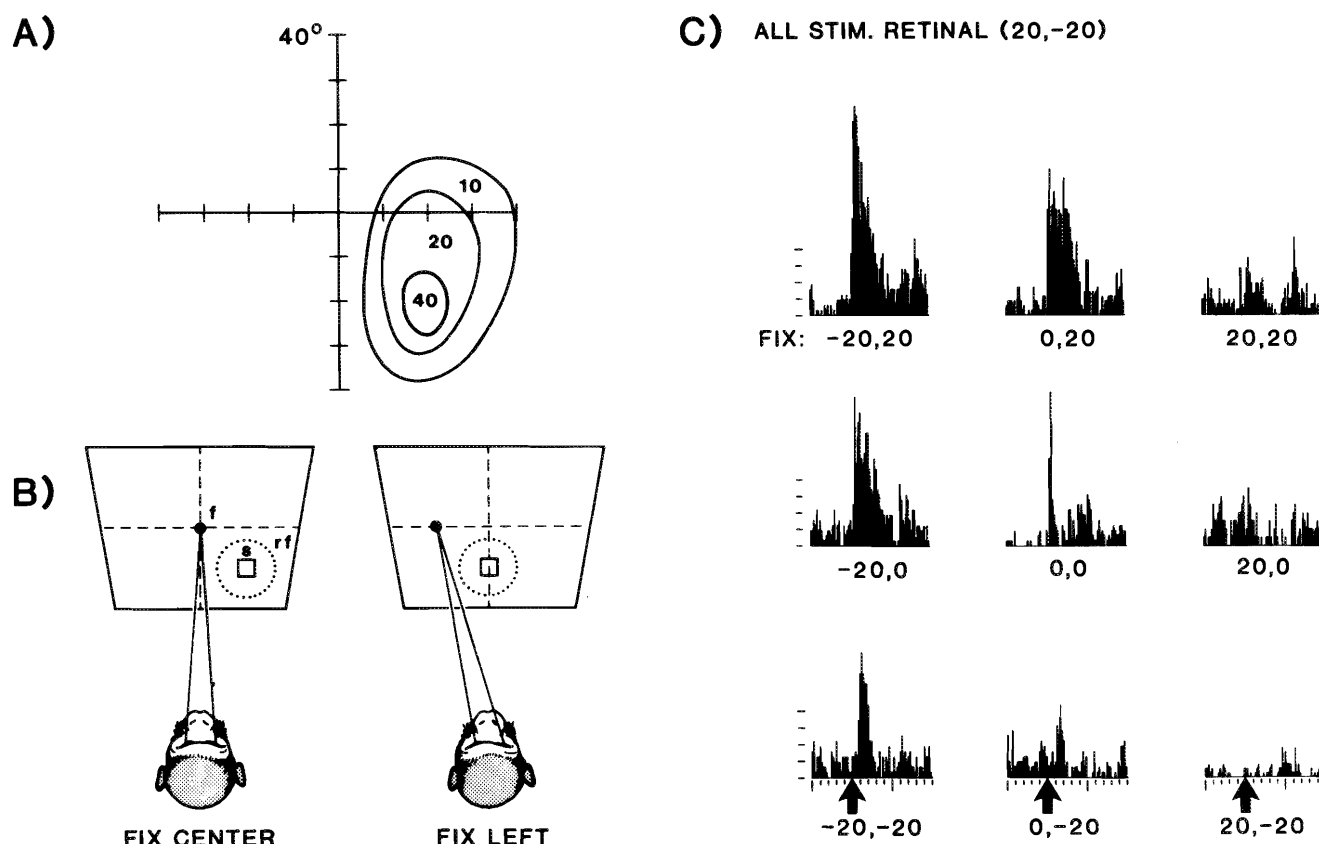 A)
40°
10
20
40
B)
f
s
rf
FIX CENTER
FIX LEFT
C) ALL STIM. RETINAL (20,-20)
FIX: -20,20 0,20 20,20
-20,0 0,0 20,0
-20,-20 0,-20 20,-20